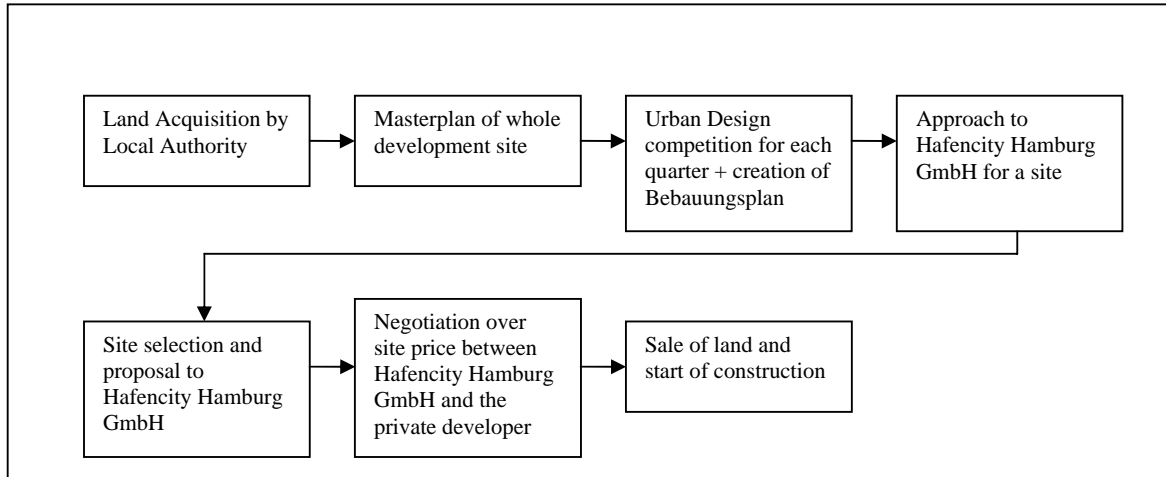 Land Acquisition by
Local Authority
Masterplan of whole
development site
Urban Design
competition for each
quarter + creation of
Bebauungsplan
Approach to
Hafencity Hamburg
GmbH for a site
Site selection and
proposal to
Hafencity Hamburg
GmbH
Negotiation over
site price between
Hafencity Hamburg
GmbH and the
private developer
Sale of land and
start of construction